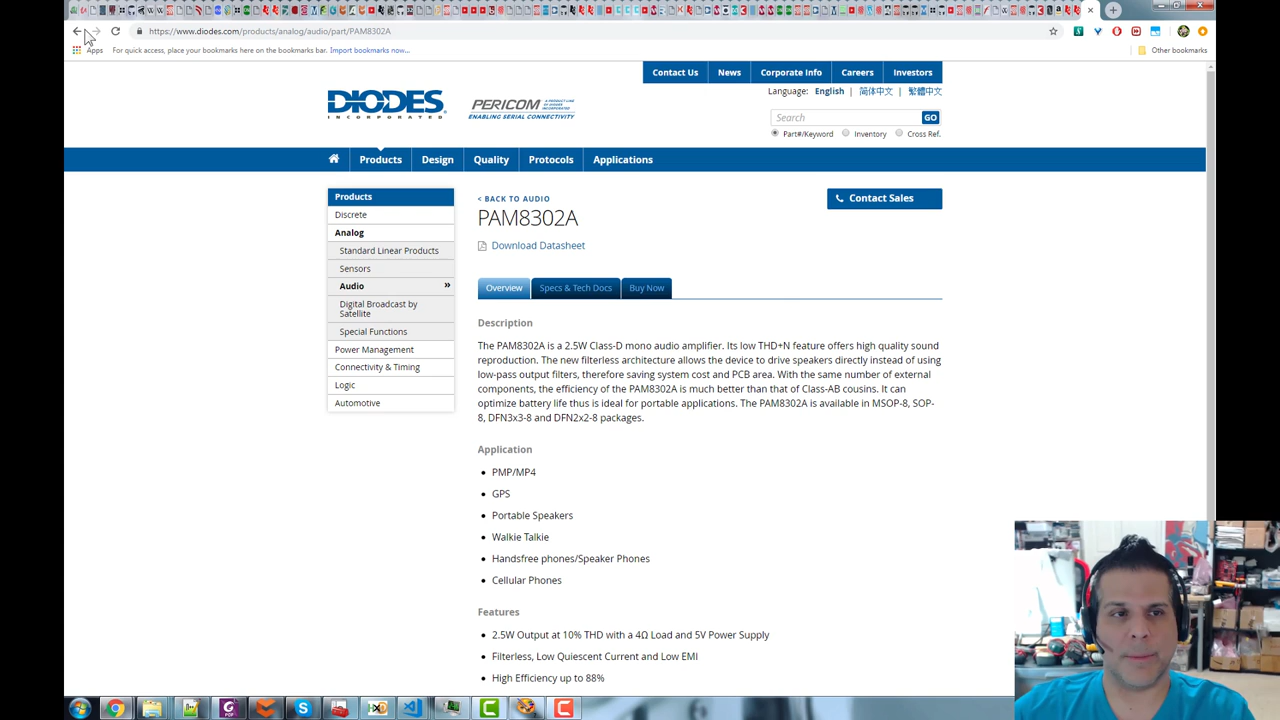 https://www.diodes.com/products/analog/audio/part/PAM8302A
Apps For quick access, place your bookmarks here on the bookmarks bar. Import bookmarks now... Other bookmarks
Contact Us News Corporate Info Careers Investors
Language: English | 简体中文 | 繁體中文
DIODES
INCORPORATED
PERICOM
A PRODUCT LINE OF
DIODES INCORPORATED
ENABLING SERIAL CONNECTIVITY
Search GO
Part#/Keyword Inventory Cross Ref.
Products Design Quality Protocols Applications
Products
Discrete
Analog
Standard Linear Products
Sensors
Audio »
Digital Broadcast by
Satellite
Special Functions
Power Management
Connectivity & Timing
Logic
Automotive
< BACK TO AUDIO
Contact Sales
PAM8302A
Download Datasheet
Overview Specs & Tech Docs Buy Now
Description
The PAM8302A is a 2.5W Class-D mono audio amplifier. Its low THD+N feature offers high quality sound
reproduction. The new filterless architecture allows the device to drive speakers directly instead of using
low-pass output filters, therefore saving system cost and PCB area. With the same number of external
components, the efficiency of the PAM8302A is much better than that of Class-AB cousins. It can
optimize battery life thus is ideal for portable applications. The PAM8302A is available in MSOP-8, SOP-
8, DFN3x3-8 and DFN2x2-8 packages.
Application
• PMP/MP4
• GPS
• Portable Speakers
• Walkie Talkie
• Handsfree phones/Speaker Phones
• Cellular Phones
Features
• 2.5W Output at 10% THD with a 4Ω Load and 5V Power Supply
• Filterless, Low Quiescent Current and Low EMI
• High Efficiency up to 88%